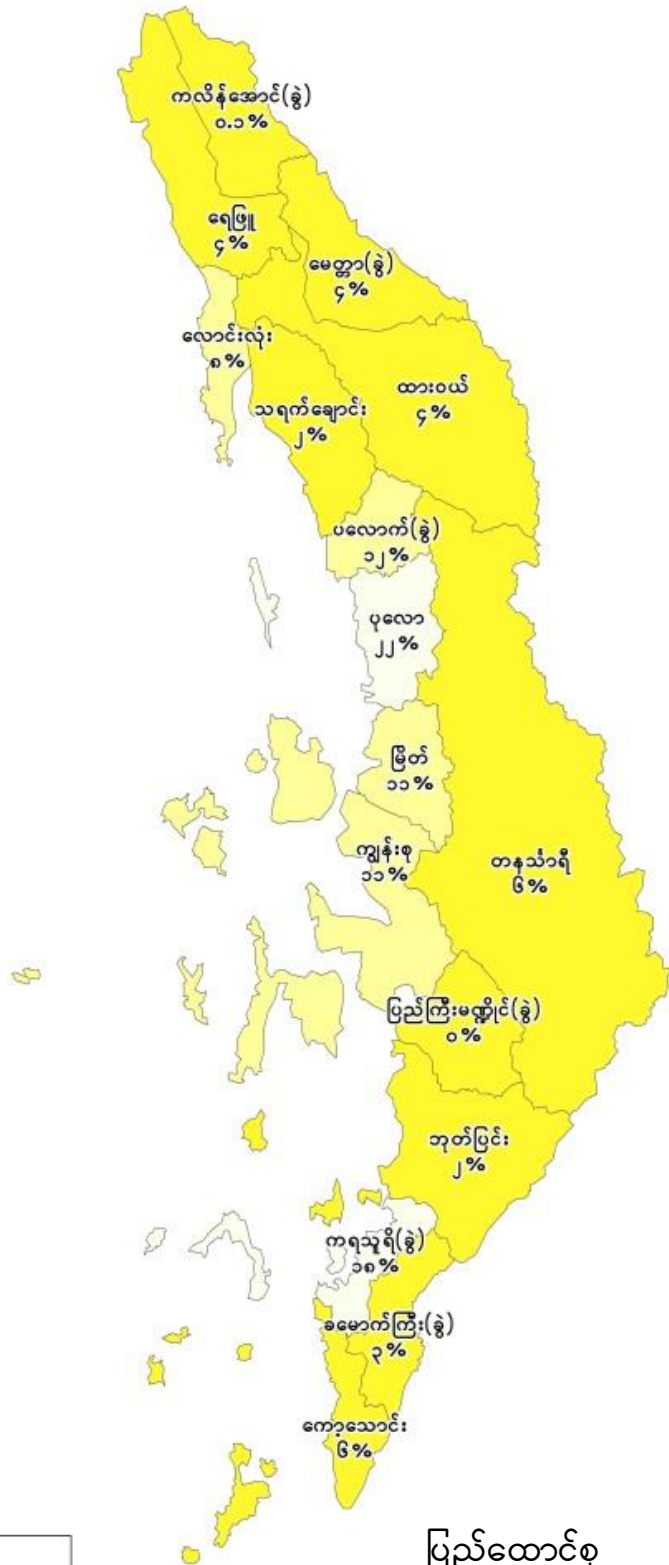 ကလိန်အောင်(ခွဲ)
၀.၁%
ရေဖြူ
၄%
မေတ္တာ(ခွဲ)
၄%
လောင်းလုံး
၈%
ထားဝယ်
၄%
သရက်ချောင်း
၂%
ပလောက်(ခွဲ)
၁၂%
ပုလော
၂၂%
မြိတ်
၁၁%
ကျွန်းစု
၁၁%
တနင်္သာရီ
၆%
ပြည်ကြီးမဏ္ဍိုင်(ခွဲ)
၀%
ဘုတ်ပြင်း
၂%
ကရသူရိ(ခွဲ)
၁၈%
ခမောက်ကြီး(ခွဲ)
၃%
ကော့သောင်း
၆%
ပြည်ထောင်စု